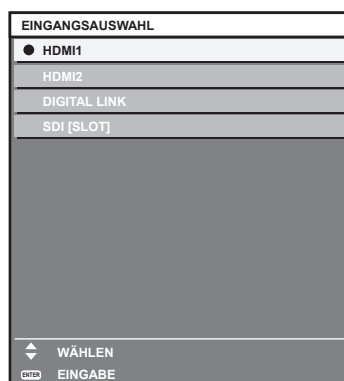 EINGANGSAUSWAHL
HDMI1
HDMI2
DIGITAL LINK
SDI [SLOT]
WÄHLEN
ENTER EINGABE